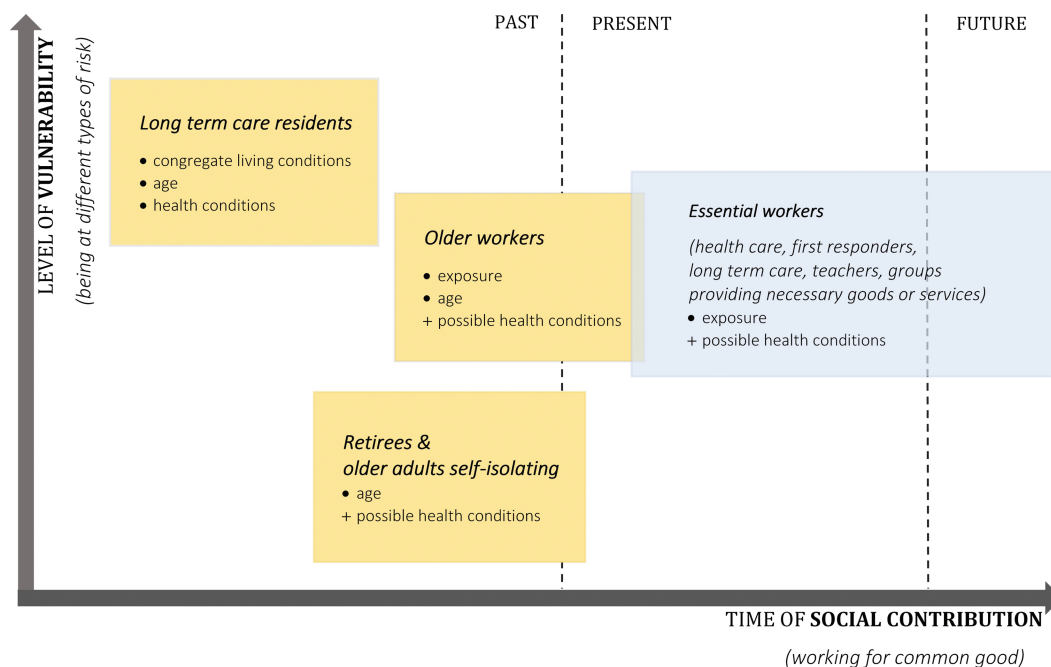 PAST
PRESENT
FUTURE
LEVEL OF VULNERABILITY
(being at different types of risk)
Long term care residents
• congregate living conditions
• age
• health conditions
Older workers
• exposure
• age
+ possible health conditions
Essential workers
(health care, first responders,
long term care, teachers, groups
providing necessary goods or services)
• exposure
+ possible health conditions
Retirees &
older adults self-isolating
• age
+ possible health conditions
TIME OF SOCIAL CONTRIBUTION
(working for common good)